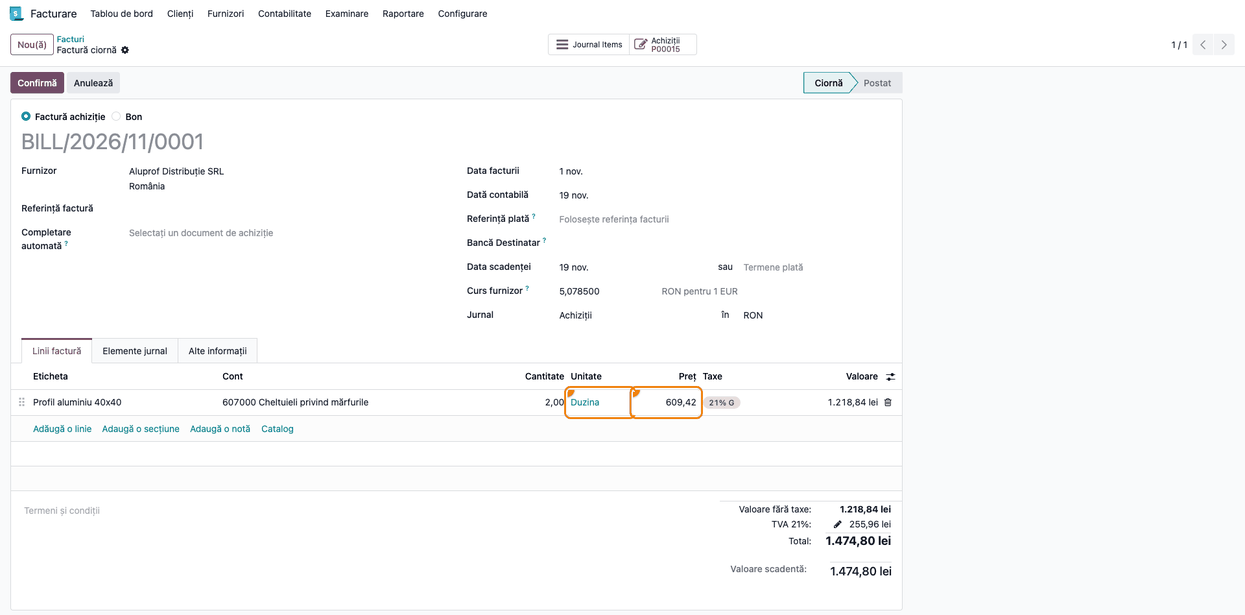 Facturare Tablou de bord Clienți Furnizori Contabilitate Examinare Raportare Configurare
Nou(ă) Facturi
Factură ciornă
Journal Items
Achiziții
P00015
1 / 1
Confirmă Anulează
Ciornă Postat
Factură achiziție Bon
BILL/2026/11/0001
Furnizor Aluprof Distribuție SRL
România
Referință factură
Completare automată ? Selectați un document de achiziție
Data facturii 1 nov.
Dată contabilă 19 nov.
Referință plată ? Folosește referința facturii
Bancă Destinatar ?
Data scadenței 19 nov. sau Termene plată
Curs furnizor ? 5,078500 RON pentru 1 EUR
Jurnal Achiziții în RON
Linii factură Elemente jurnal Alte informații
Eticheta Cont Cantitate Unitate Preț Taxe Valoare
Profil aluminiu 40x40 607000 Cheltuieli privind mărfurile 2,00 Duzina 609,42 21% G 1.218,84 lei
Adăugă o linie Adaugă o secțiune Adaugă o notă Catalog
Termeni și condiții
Valoare fără taxe: 1.218,84 lei
TVA 21%: 255,96 lei
Total: 1.474,80 lei
Valoare scadentă: 1.474,80 lei